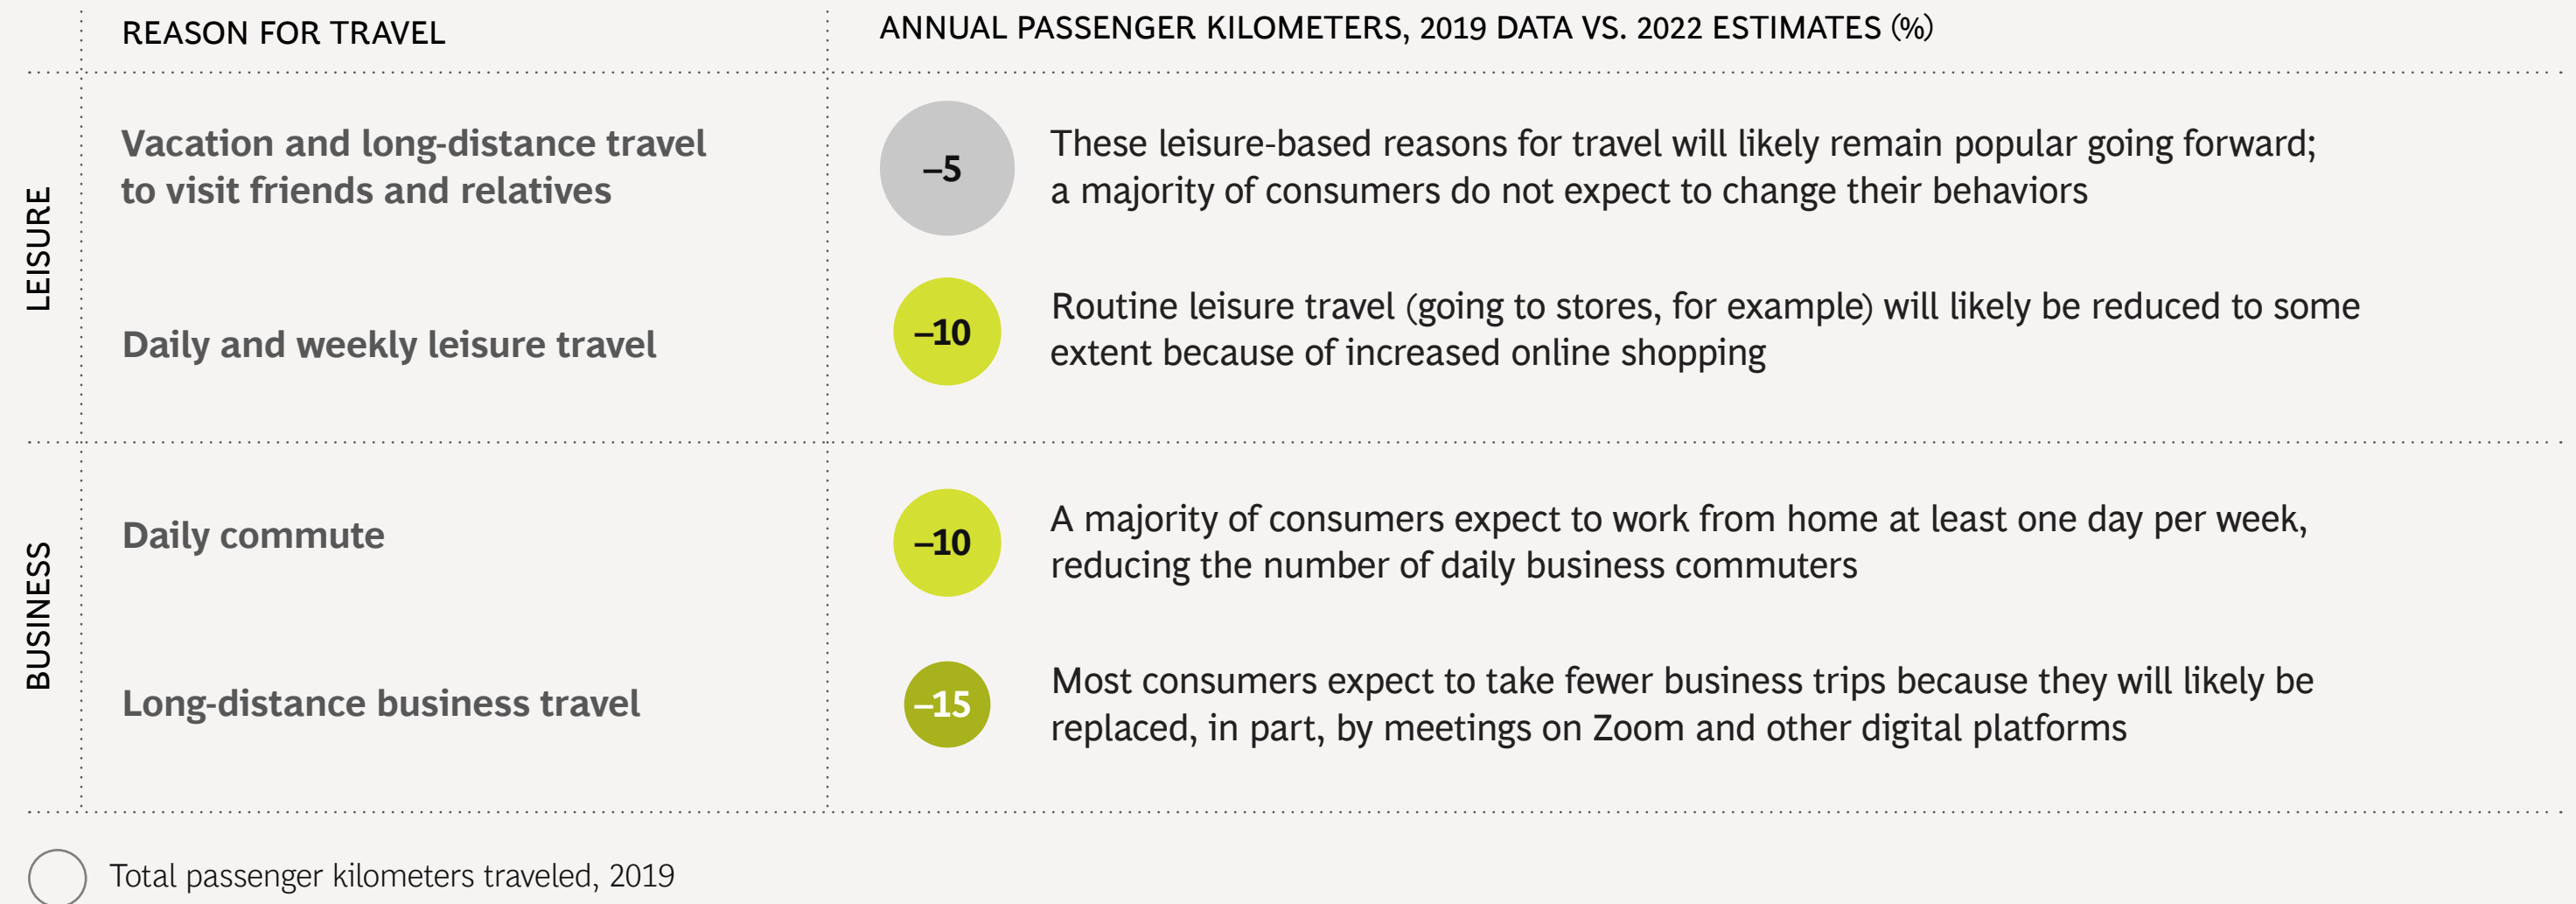 REASON FOR TRAVEL
ANNUAL PASSENGER KILOMETERS, 2019 DATA VS. 2022 ESTIMATES (%)
LEISURE
Vacation and long-distance travel
to visit friends and relatives
–5
These leisure-based reasons for travel will likely remain popular going forward;
a majority of consumers do not expect to change their behaviors
Daily and weekly leisure travel
–10
Routine leisure travel (going to stores, for example) will likely be reduced to some
extent because of increased online shopping
BUSINESS
Daily commute
–10
A majority of consumers expect to work from home at least one day per week,
reducing the number of daily business commuters
Long-distance business travel
–15
Most consumers expect to take fewer business trips because they will likely be
replaced, in part, by meetings on Zoom and other digital platforms
Total passenger kilometers traveled, 2019